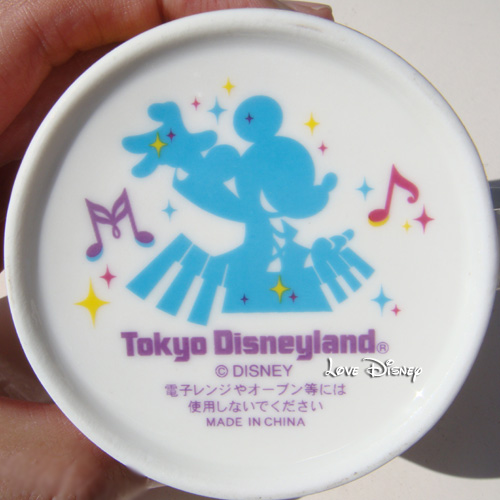 Tokyo Disneyland®
© DISNEY
Love Disney
電子レンジやオーブン等には
使用しないでください
MADE IN CHINA